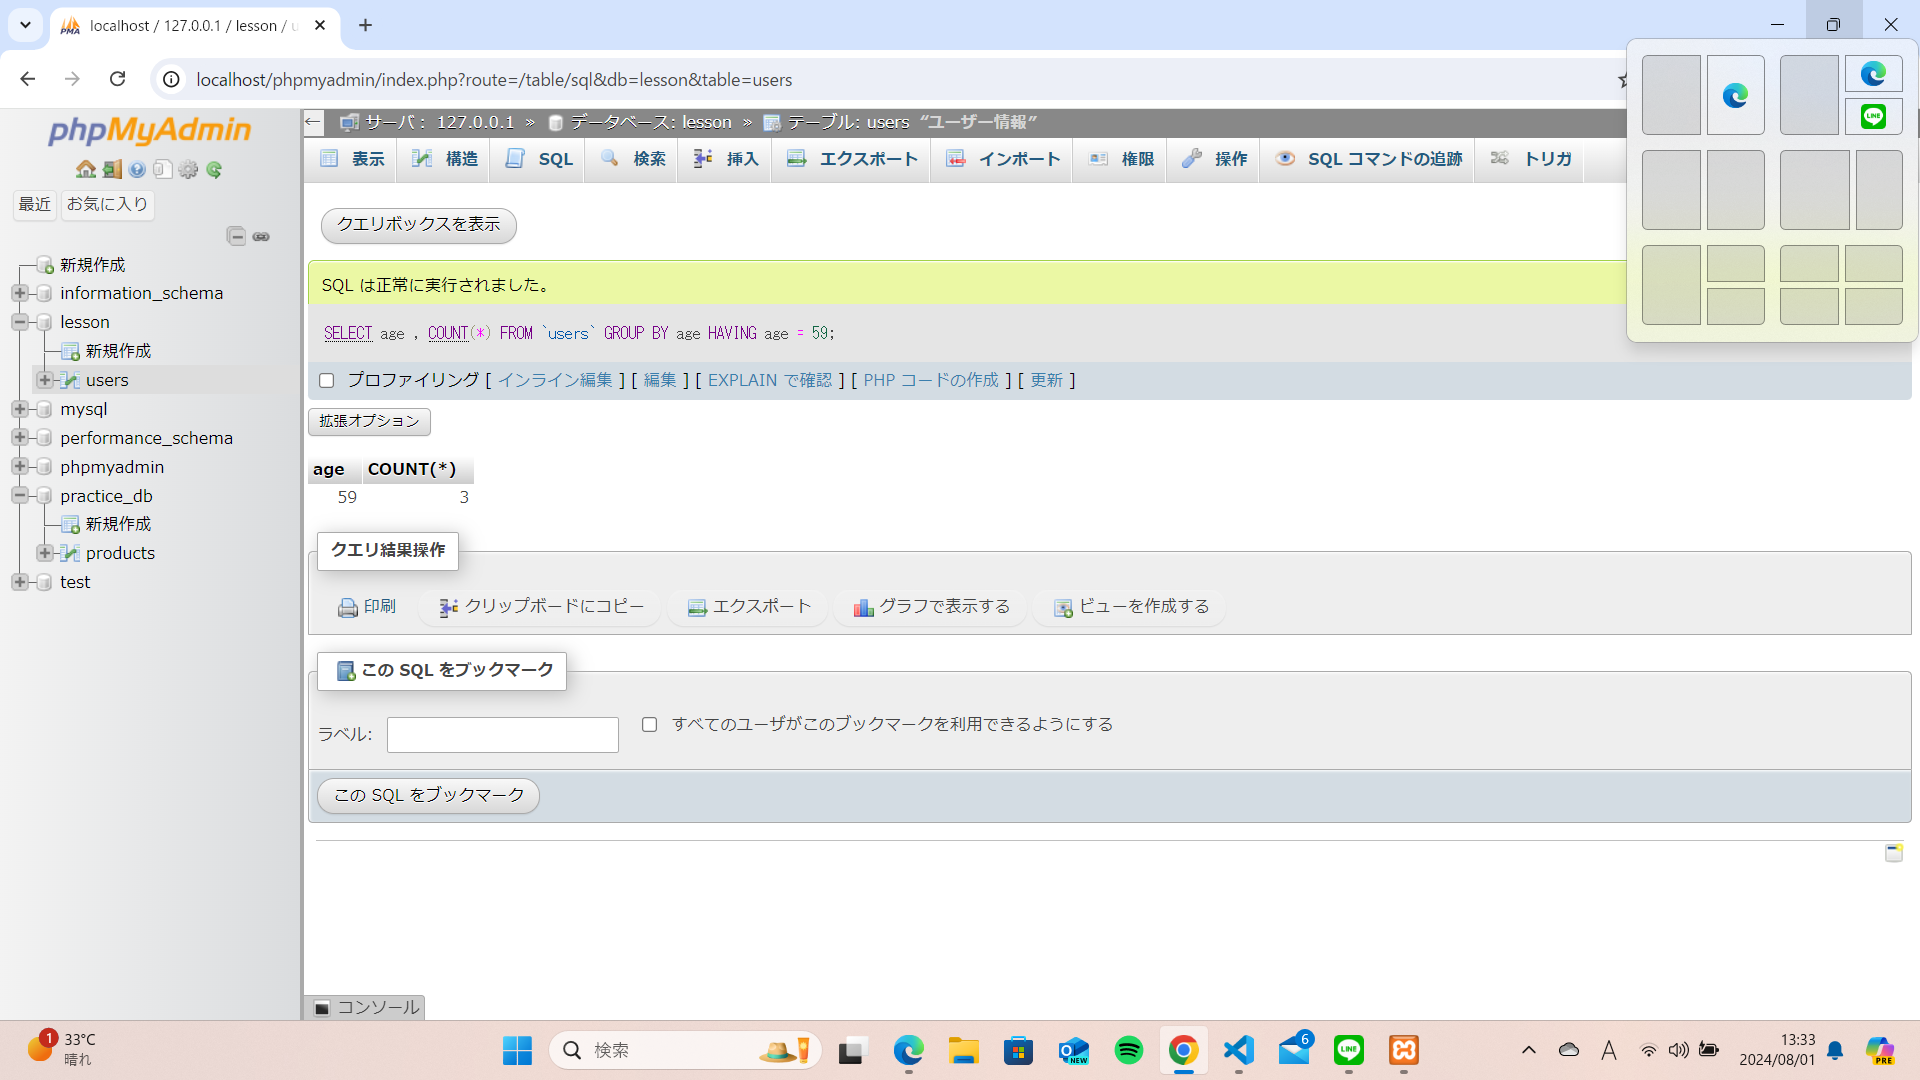 localhost / 127.0.0.1 / lesson / u
localhost/phpmyadmin/index.php?route=/table/sql&db=lesson&table=users
phpMyAdmin
最近 お気に入り
新規作成
information_schema
lesson
新規作成
users
mysql
performance_schema
phpmyadmin
practice_db
新規作成
products
test
← サーバ: 127.0.0.1 » データベース: lesson » テーブル: users “ユーザー情報”
表示 構造 SQL 検索 挿入 エクスポート インポート 権限 操作 SQL コマンドの追跡 トリガ
クエリボックスを表示
SQL は正常に実行されました。
SELECT age , COUNT(*) FROM `users` GROUP BY age HAVING age = 59;
プロファイリング [ インライン編集 ] [ 編集 ] [ EXPLAIN で確認 ] [ PHP コードの作成 ] [ 更新 ]
拡張オプション
age COUNT(*)
59 3
クエリ結果操作
印刷 クリップボードにコピー エクスポート グラフで表示する ビューを作成する
この SQL をブックマーク
ラベル: すべてのユーザがこのブックマークを利用できるようにする
この SQL をブックマーク
コンソール
LINE
1 33°C
晴れ
検索
NEW
6
LINE
A
13:33
2024/08/01
PRE